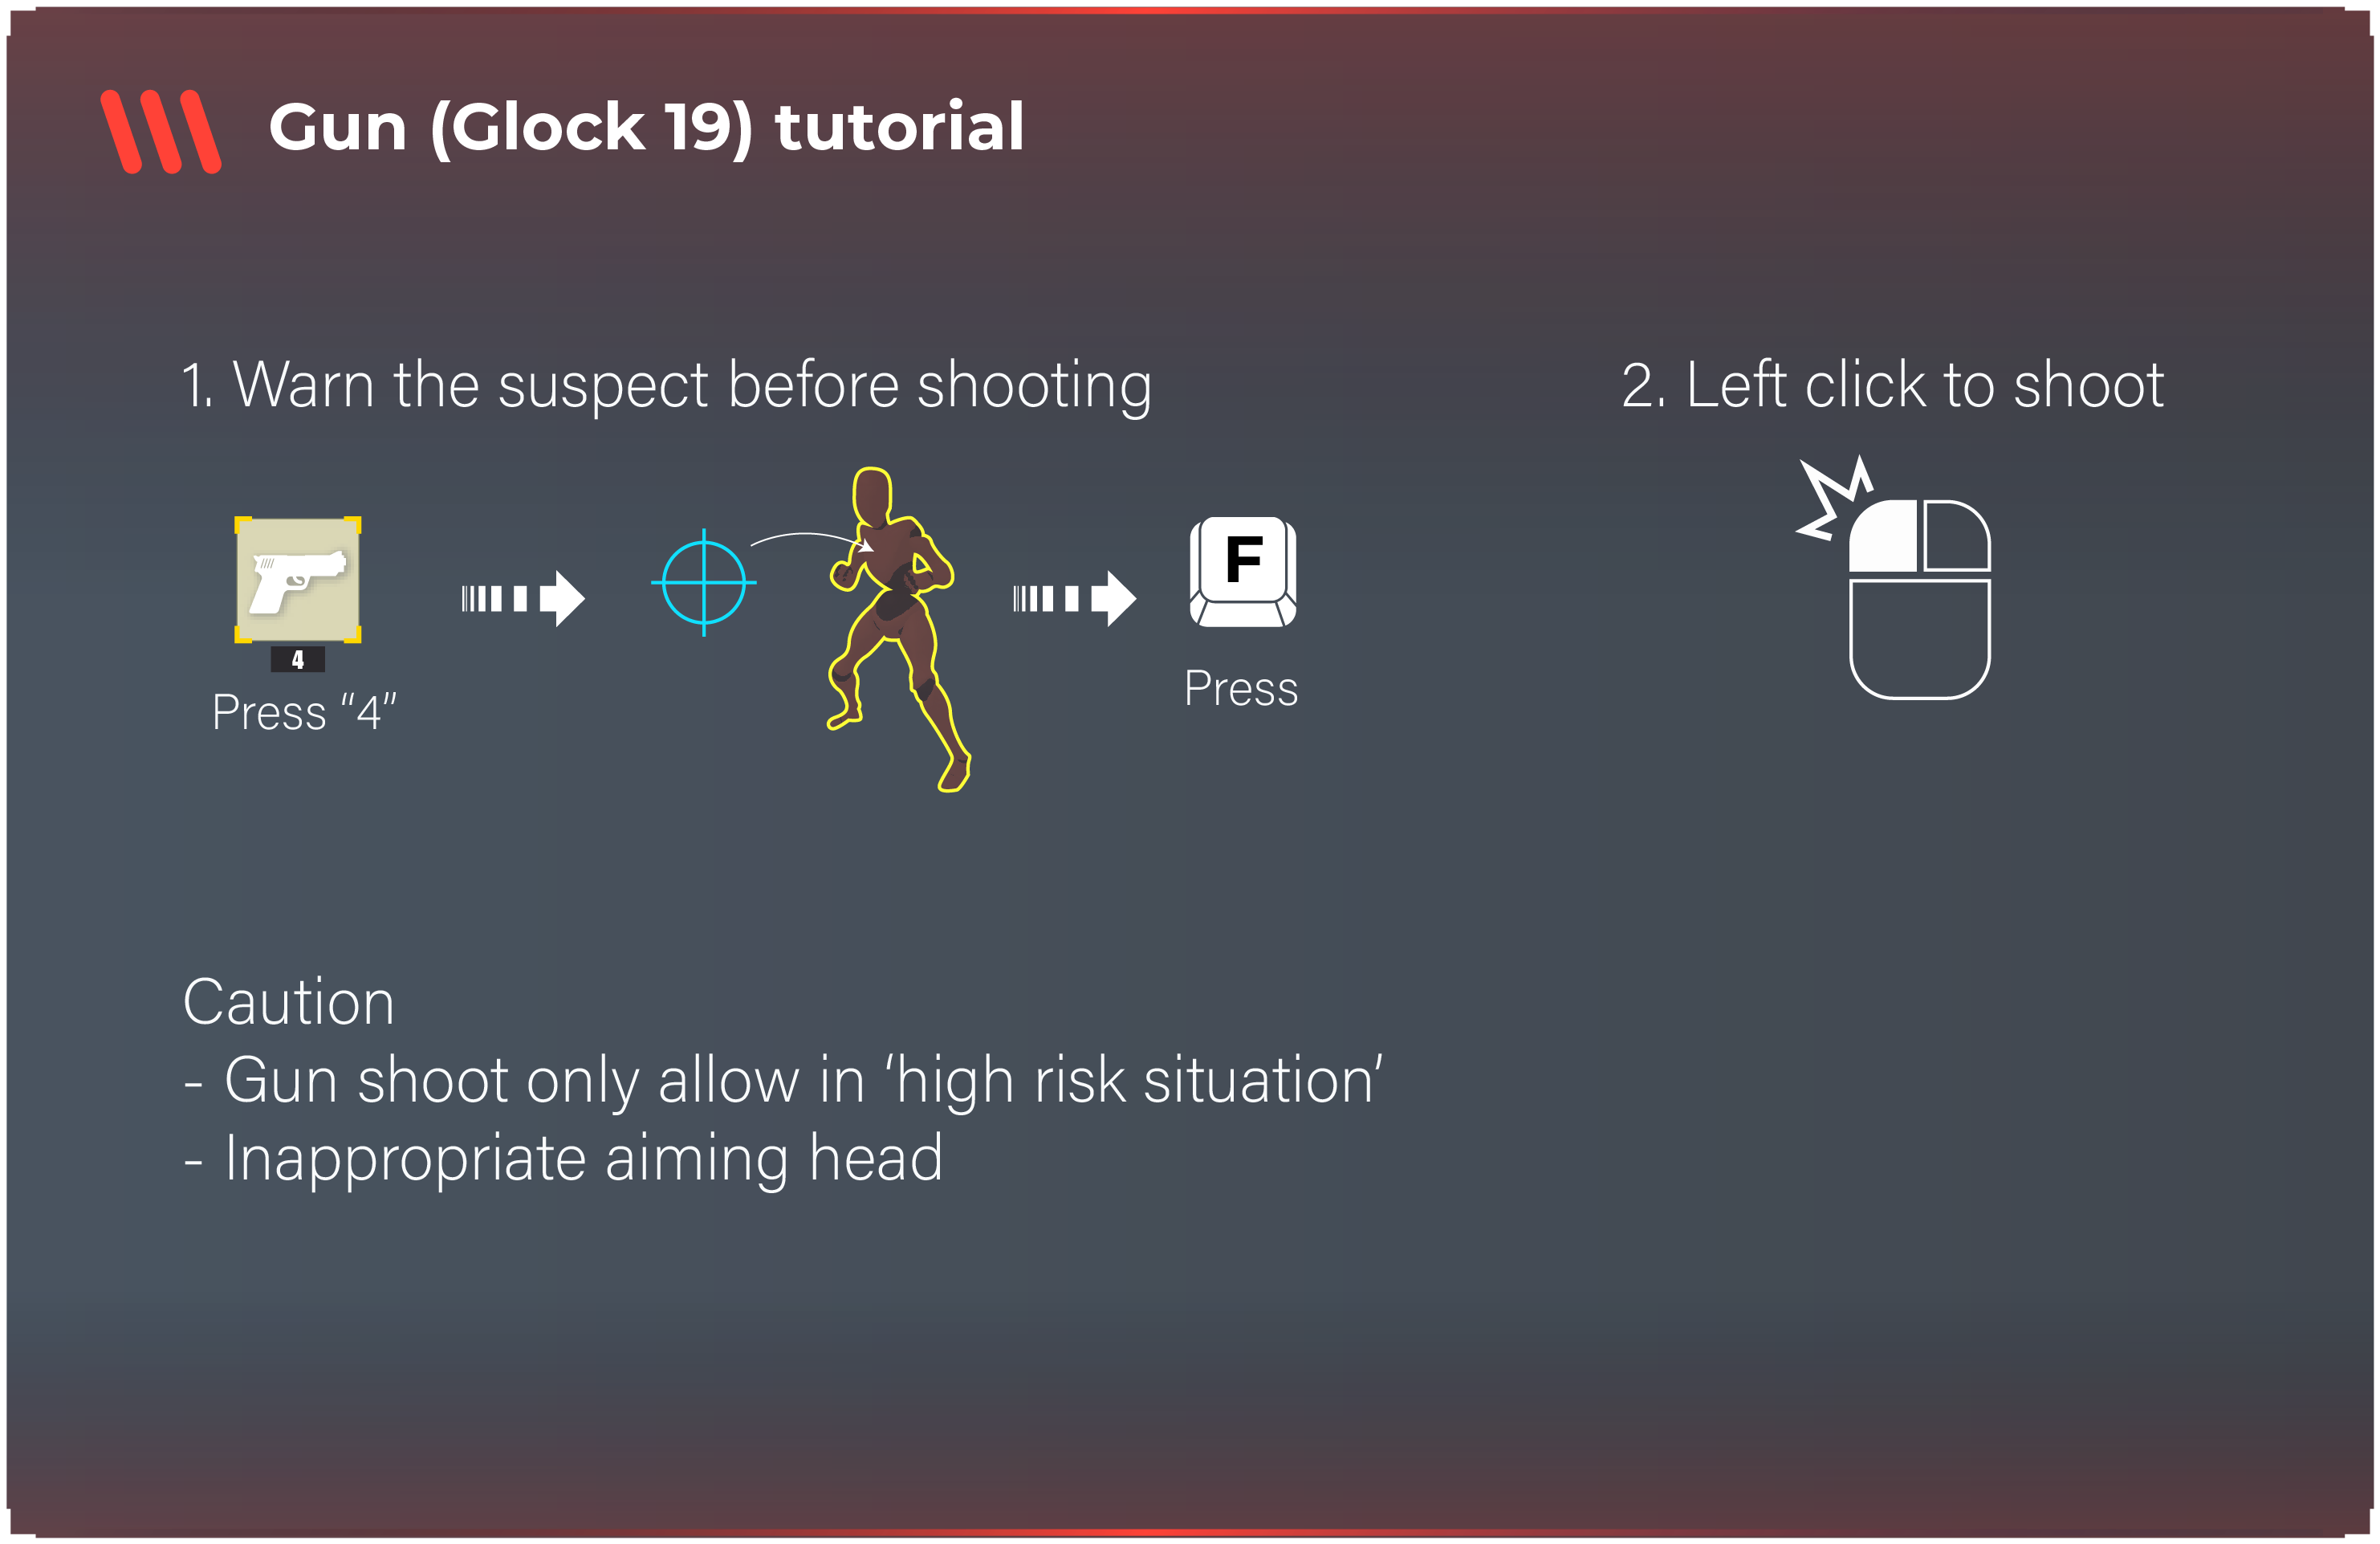 Gun (Glock 19) tutorial
1. Warn the suspect before shooting
2. Left click to shoot
F
4
Press “4”
Press
Caution
- Gun shoot only allow in ‘high risk situation’
- Inappropriate aiming head